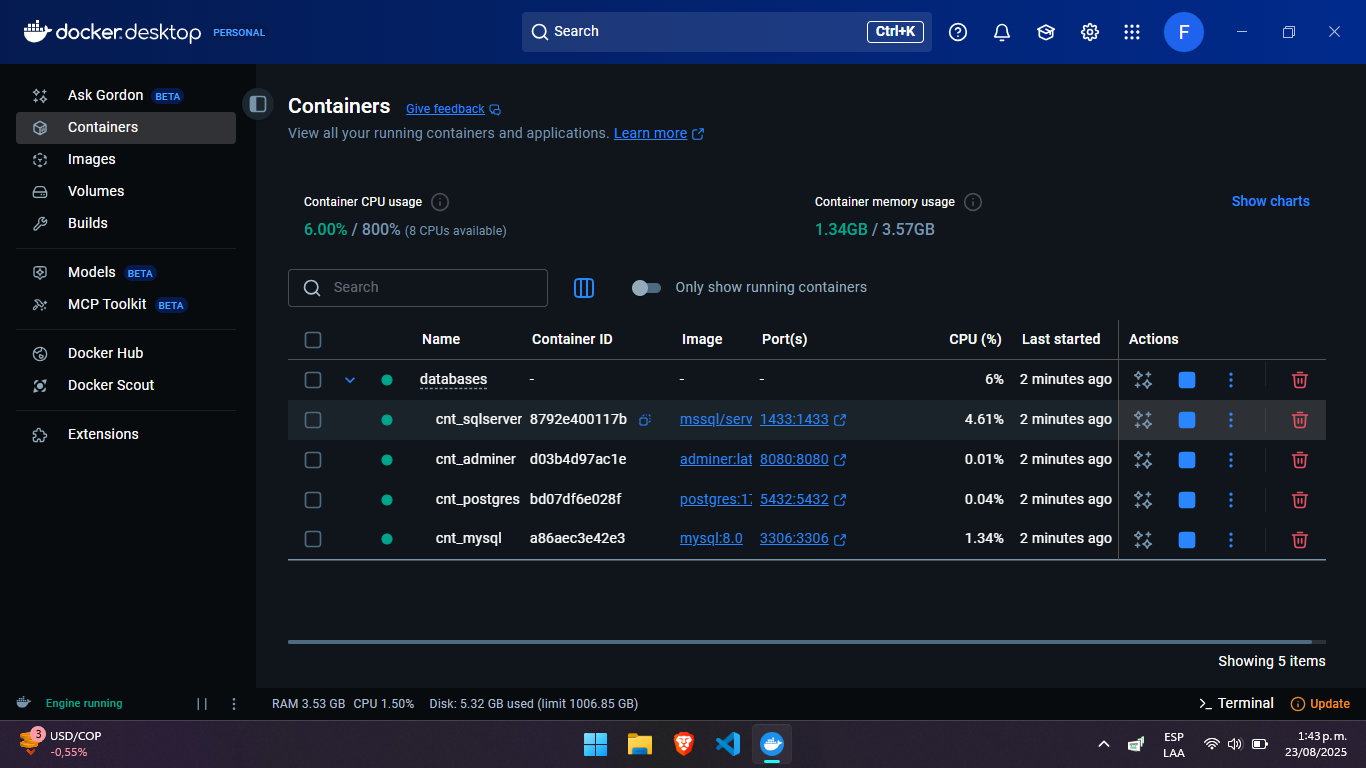 docker.desktop PERSONAL
Search
Ctrl+K
F
Ask Gordon BETA
Containers
Images
Volumes
Builds
Models BETA
MCP Toolkit BETA
Docker Hub
Docker Scout
Extensions
Containers Give feedback
View all your running containers and applications. Learn more
Container CPU usage
6.00% / 800% (8 CPUs available)
Container memory usage
1.34GB / 3.57GB
Show charts
Search
Only show running containers
Name Container ID Image Port(s) CPU (%) Last started Actions
databases - - - 6% 2 minutes ago
cnt_sqlserver 8792e400117b mssql/serv 1433:1433 4.61% 2 minutes ago
cnt_adminer d03b4d97ac1e adminer:lat 8080:8080 0.01% 2 minutes ago
cnt_postgres bd07df6e028f postgres:17 5432:5432 0.04% 2 minutes ago
cnt_mysql a86aec3e42e3 mysql:8.0 3306:3306 1.34% 2 minutes ago
Showing 5 items
Engine running
RAM 3.53 GB CPU 1.50% Disk: 5.32 GB used (limit 1006.85 GB)
Terminal
Update
3
USD/COP
-0,55%
ESP
LAA
1:43 p. m.
23/08/2025